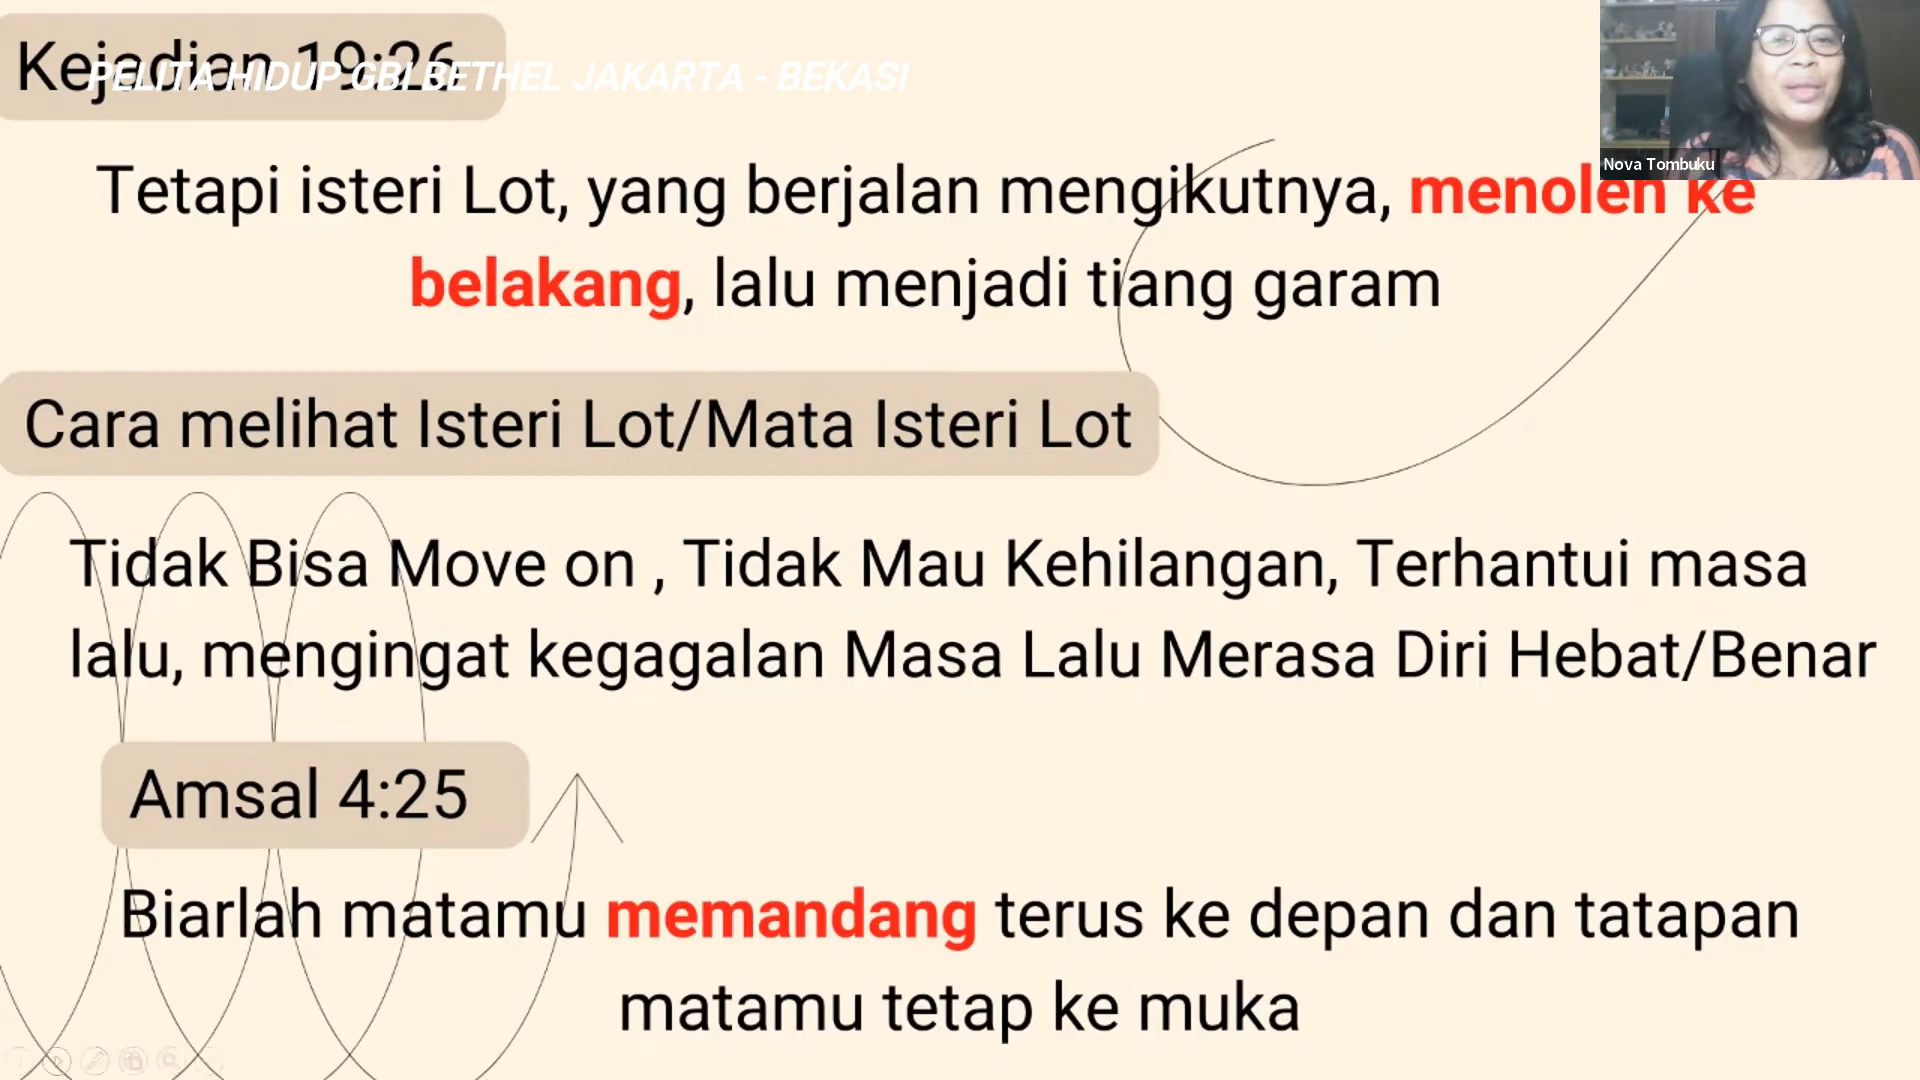 Kejadian 19:26
PELITA HIDUP GBI BETHEL JAKARTA - BEKASI
Nova Tombuku
Tetapi isteri Lot, yang berjalan mengikutnya, menoleh ke
belakang, lalu menjadi tiang garam
Cara melihat Isteri Lot/Mata Isteri Lot
Tidak Bisa Move on , Tidak Mau Kehilangan, Terhantui masa
lalu, mengingat kegagalan Masa Lalu Merasa Diri Hebat/Benar
Amsal 4:25
Biarlah matamu memandang terus ke depan dan tatapan
matamu tetap ke muka